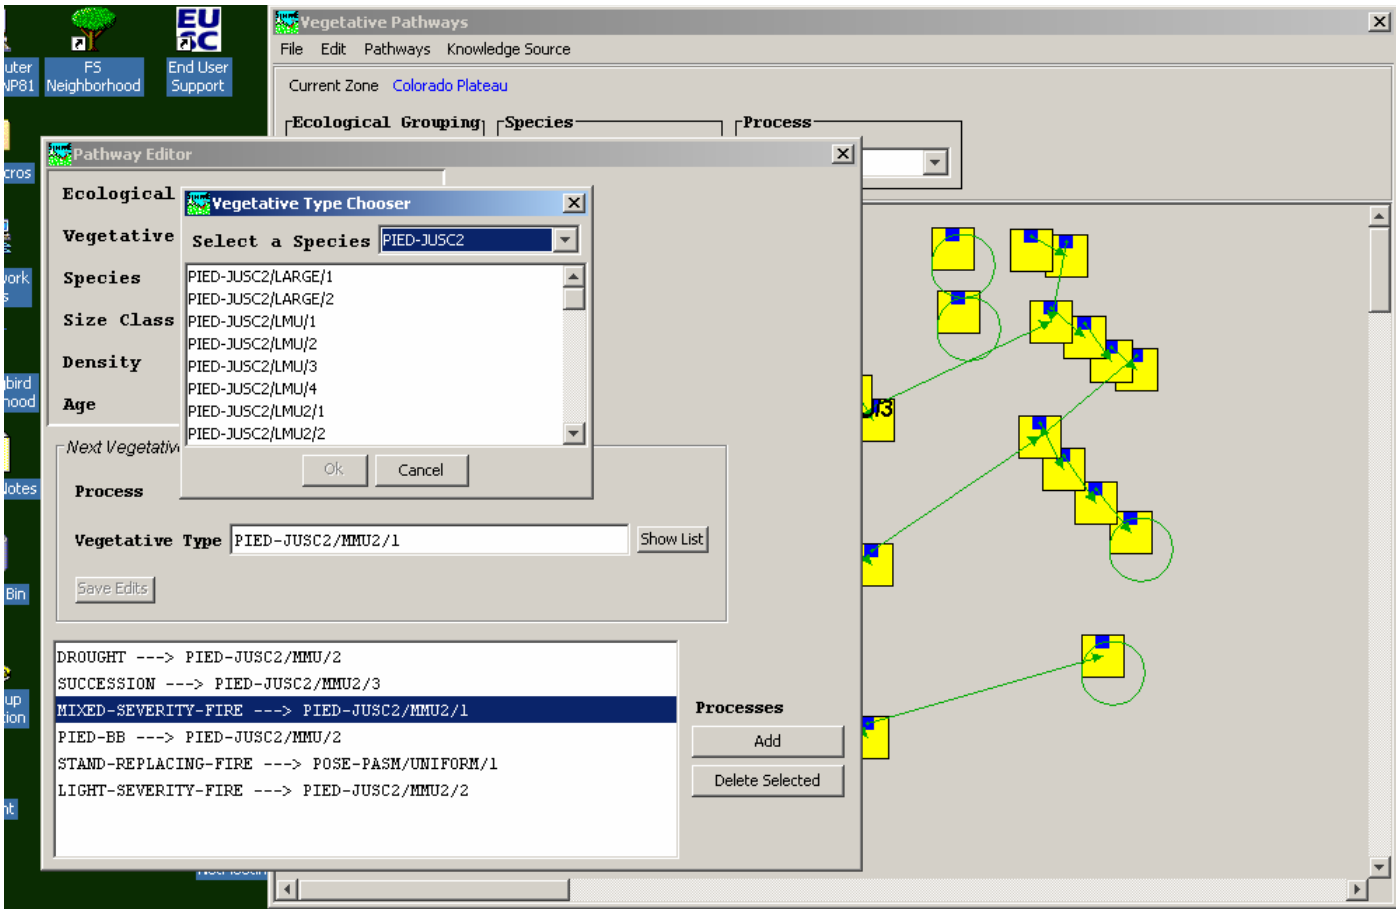 EU
SC
uter
NP81
FS
Neighborhood
End User
Support
Vegetative Pathways
File Edit Pathways Knowledge Source
Current Zone Colorado Plateau
Ecological Grouping Species Process
cros
Pathway Editor
Ecological
Vegetative
Species
Size Class
Density
Age
Vegetative Type Chooser
Select a Species PIED-JUSC2
PIED-JUSC2/LARGE/1
PIED-JUSC2/LARGE/2
PIED-JUSC2/LMU/1
PIED-JUSC2/LMU/2
PIED-JUSC2/LMU/3
PIED-JUSC2/LMU/4
PIED-JUSC2/LMU2/1
PIED-JUSC2/LMU2/2
Ok Cancel
work
s
bird
hood
/3
Next Vegetativ
Process
Notes
Vegetative Type PIED-JUSC2/MMU2/1 Show List
Save Edits
Bin
DROUGHT ---> PIED-JUSC2/MMU/2
SUCCESSION ---> PIED-JUSC2/MMU2/3
MIXED-SEVERITY-FIRE ---> PIED-JUSC2/MMU2/1
PIED-BB ---> PIED-JUSC2/MMU/2
STAND-REPLACING-FIRE ---> POSE-PASM/UNIFORM/1
LIGHT-SEVERITY-FIRE ---> PIED-JUSC2/MMU2/2
Processes
Add
Delete Selected
up
tion
nt